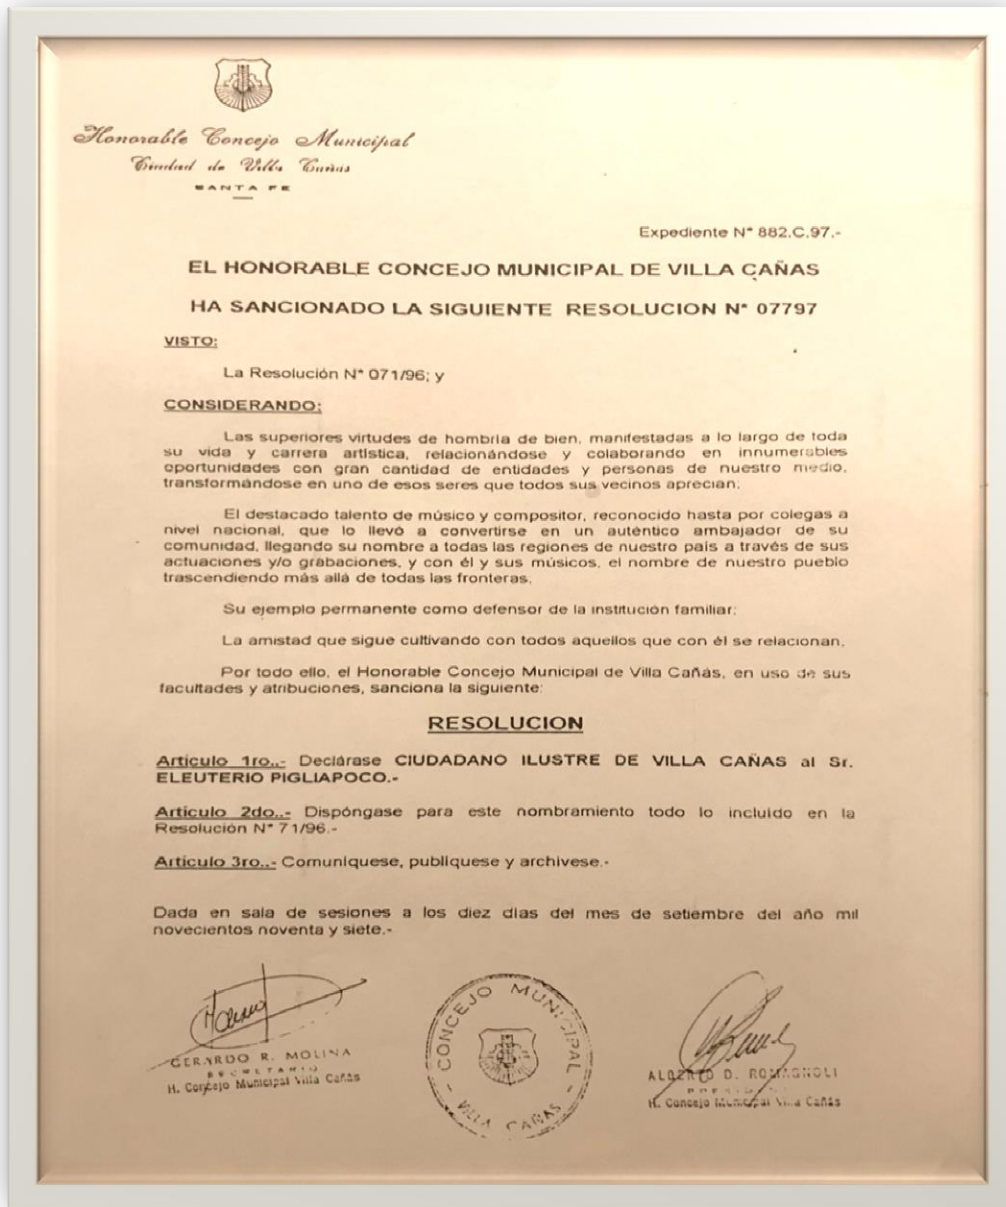 Honorable Concejo Municipal
Ciudad de Villa Cañas
SANTA FE
Expediente N° 882.C.97.-
EL HONORABLE CONCEJO MUNICIPAL DE VILLA CAÑAS
HA SANCIONADO LA SIGUIENTE RESOLUCION N° 07797
VISTO:
La Resolución N° 071/96; y
CONSIDERANDO:
Las superiores virtudes de hombría de bien, manifestadas a lo largo de toda
su vida y carrera artística, relacionándose y colaborando en innumerables
oportunidades con gran cantidad de entidades y personas de nuestro medio,
transformándose en uno de esos seres que todos sus vecinos aprecian;
El destacado talento de músico y compositor, reconocido hasta por colegas a
nivel nacional, que lo llevó a convertirse en un auténtico ambajador de su
comunidad, llegando su nombre a todas las regiones de nuestro país a través de sus
actuaciones y/o grabaciones, y con él y sus músicos, el nombre de nuestro pueblo
trascendiendo más allá de todas las fronteras;
Su ejemplo permanente como defensor de la institución familiar;
La amistad que sigue cultivando con todos aquellos que con él se relacionan,
Por todo ello, el Honorable Concejo Municipal de Villa Cañás, en uso de sus
facultades y atribuciones, sanciona la siguiente:
RESOLUCION
Artículo 1ro..- Declárase CIUDADANO ILUSTRE DE VILLA CAÑAS al Sr.
ELEUTERIO PIGLIAPOCO.-
Artículo 2do..- Dispóngase para este nombramiento todo lo incluído en la
Resolución N° 71/96.-
Artículo 3ro..- Comuníquese, publíquese y archívese.-
Dada en sala de sesiones a los diez días del mes de setiembre del año mil
novecientos noventa y siete.-
GERARDO R. MOLINA
SECRETARIO
H. Concejo Municipal Villa Cañás
CONCEJO MUNICIPAL
- VILLA CAÑAS -
ALBERTO D. ROMAGNOLI
PRESIDENTE
H. Concejo Municipal Villa Cañás